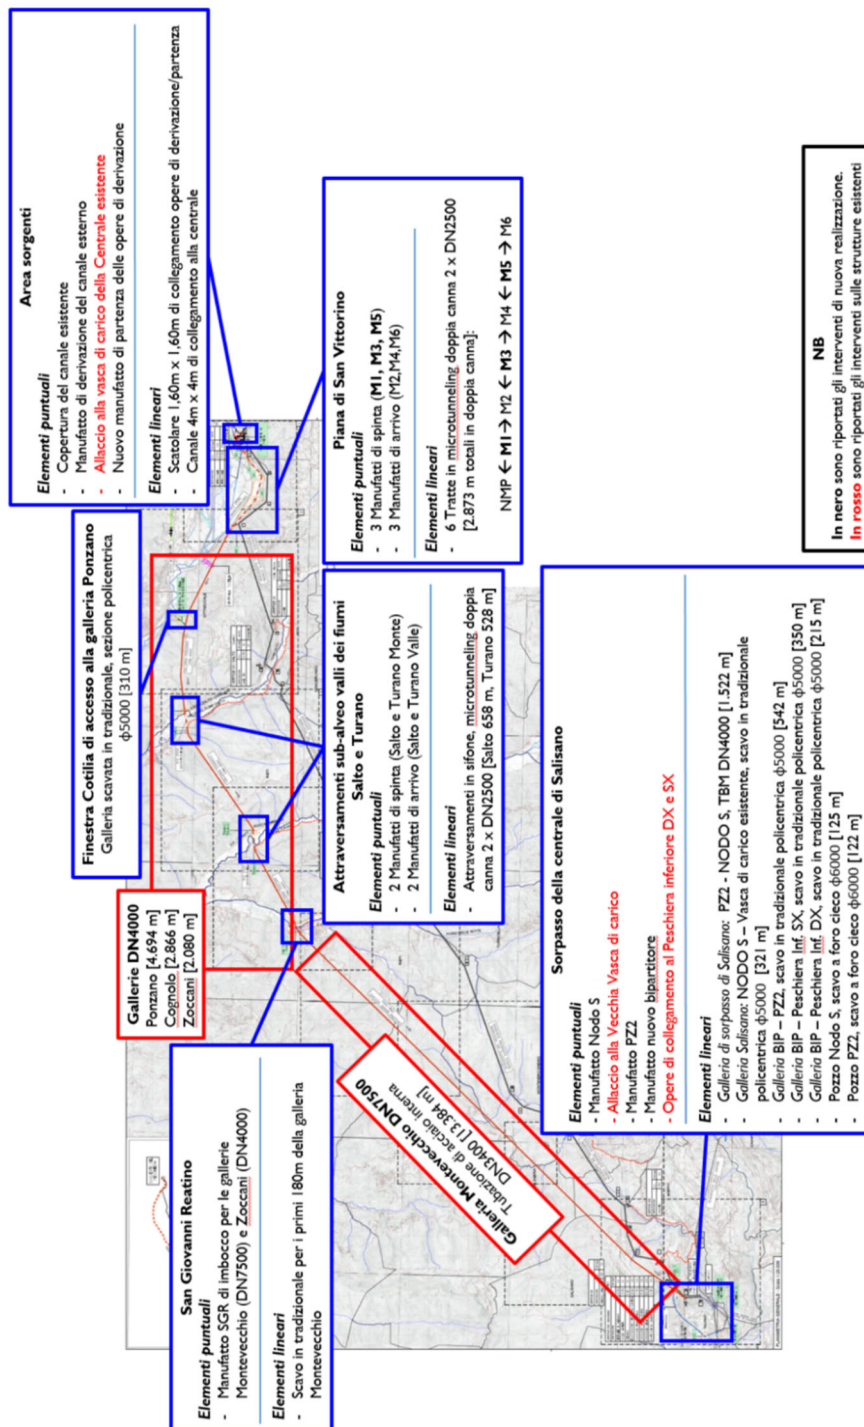 Area sorgenti
Elementi puntuali
- Copertura del canale esistente
- Manufatto di derivazione del canale esterno
- Allaccio alla vasca di carico della Centrale esistente
- Nuovo manufatto di partenza delle opere di derivazione
Elementi lineari
- Scatolare 1,60m x 1,60m di collegamento opere di derivazione/partenza
- Canale 4m x 4m di collegamento alla centrale
Finestra Cotilia di accesso alla galleria Ponzano
Galleria scavata in tradizionale, sezione policentrica
ϕ5000 [310 m]
Gallerie DN4000
Ponzano [4.694 m]
Cognolo [2.866 m]
Zoccani [2.080 m]
San Giovanni Reatino
Elementi puntuali
- Manufatto SGR di imbocco per le gallerie
Montevecchio (DN7500) e Zoccani (DN4000)
Elementi lineari
- Scavo in tradizionale per i primi 180m della galleria
Montevecchio
Piana di San Vittorino
Elementi puntuali
- 3 Manufatti di spinta (M1, M3, M5)
- 3 Manufatti di arrivo (M2,M4,M6)
Elementi lineari
- 6 Tratte in microtunneling doppia canna 2 x DN2500
[2.873 m totali in doppia canna]:
NMP ← M1 → M2 ← M3 → M4 ← M5 → M6
Attraversamenti sub-alveo valli dei fiumi
Salto e Turano
Elementi puntuali
- 2 Manufatti di spinta (Salto e Turano Monte)
- 2 Manufatti di arrivo (Salto e Turano Valle)
Elementi lineari
- Attraversamenti in sifone, microtunneling doppia
canna 2 x DN2500 [Salto 658 m, Turano 528 m]
Galleria Montevecchio DN7500
Tubazione di acciaio interna
DN3400 [13.384 m]
Sorpasso della centrale di Salisano
Elementi puntuali
- Manufatto Nodo S
- Allaccio alla Vecchia Vasca di carico
- Manufatto PZ2
- Manufatto nuovo bipartitore
- Opere di collegamento al Peschiera inferiore DX e SX
Elementi lineari
- Galleria di sorpasso di Salisano: PZ2 - NODO S, TBM DN4000 [1.522 m]
- Galleria Salisano: NODO S – Vasca di carico esistente, scavo in tradizionale
policentrica ϕ5000 [321 m]
- Galleria BIP – PZ2, scavo in tradizionale policentrica ϕ5000 [542 m]
- Galleria BIP – Peschiera Inf. SX, scavo in tradizionale policentrica ϕ5000 [350 m]
- Galleria BIP – Peschiera Inf. DX, scavo in tradizionale policentrica ϕ5000 [215 m]
- Pozzo Nodo S, scavo a foro cieco ϕ6000 [125 m]
- Pozzo PZ2, scavo a foro cieco ϕ6000 [122 m]
NB
In nero sono riportati gli interventi di nuova realizzazione.
In rosso sono riportati gli interventi sulle strutture esistenti